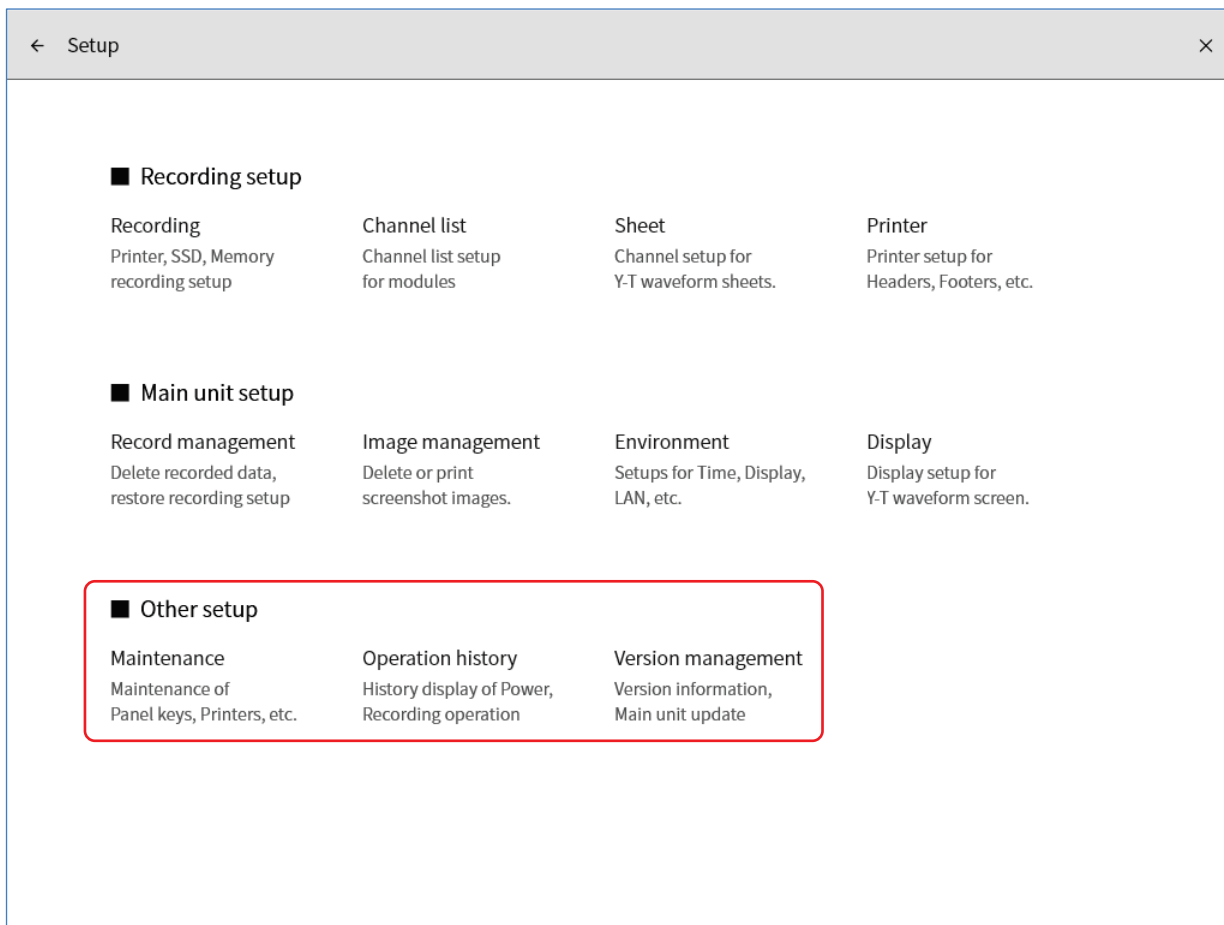 ← Setup ×
■ Recording setup
Recording
Printer, SSD, Memory
recording setup
Channel list
Channel list setup
for modules
Sheet
Channel setup for
Y-T waveform sheets.
Printer
Printer setup for
Headers, Footers, etc.
■ Main unit setup
Record management
Delete recorded data,
restore recording setup
Image management
Delete or print
screenshot images.
Environment
Setups for Time, Display,
LAN, etc.
Display
Display setup for
Y-T waveform screen.
■ Other setup
Maintenance
Maintenance of
Panel keys, Printers, etc.
Operation history
History display of Power,
Recording operation
Version management
Version information,
Main unit update